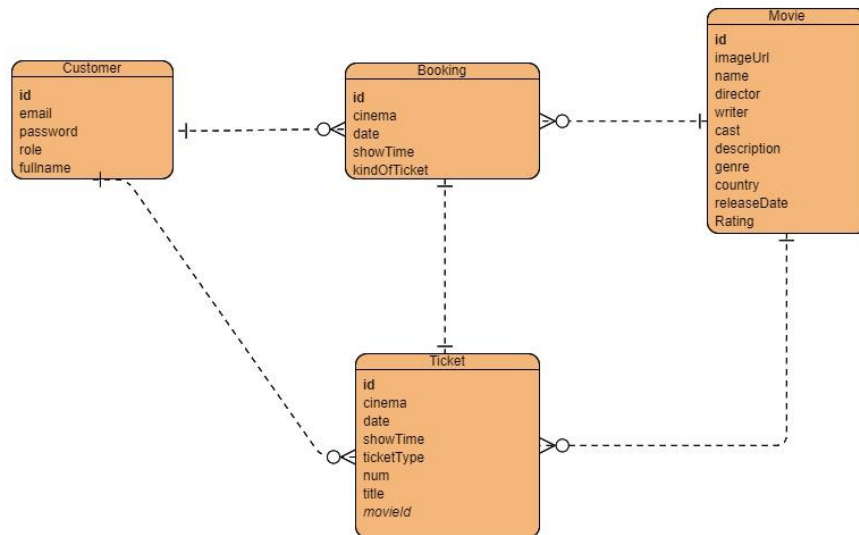 Customer
id
email
password
role
fullname
Booking
id
cinema
date
showTime
kindOfTicket
Movie
id
imageUrl
name
director
writer
cast
description
genre
country
releaseDate
Rating
Ticket
id
cinema
date
showTime
ticketType
num
title
movieId